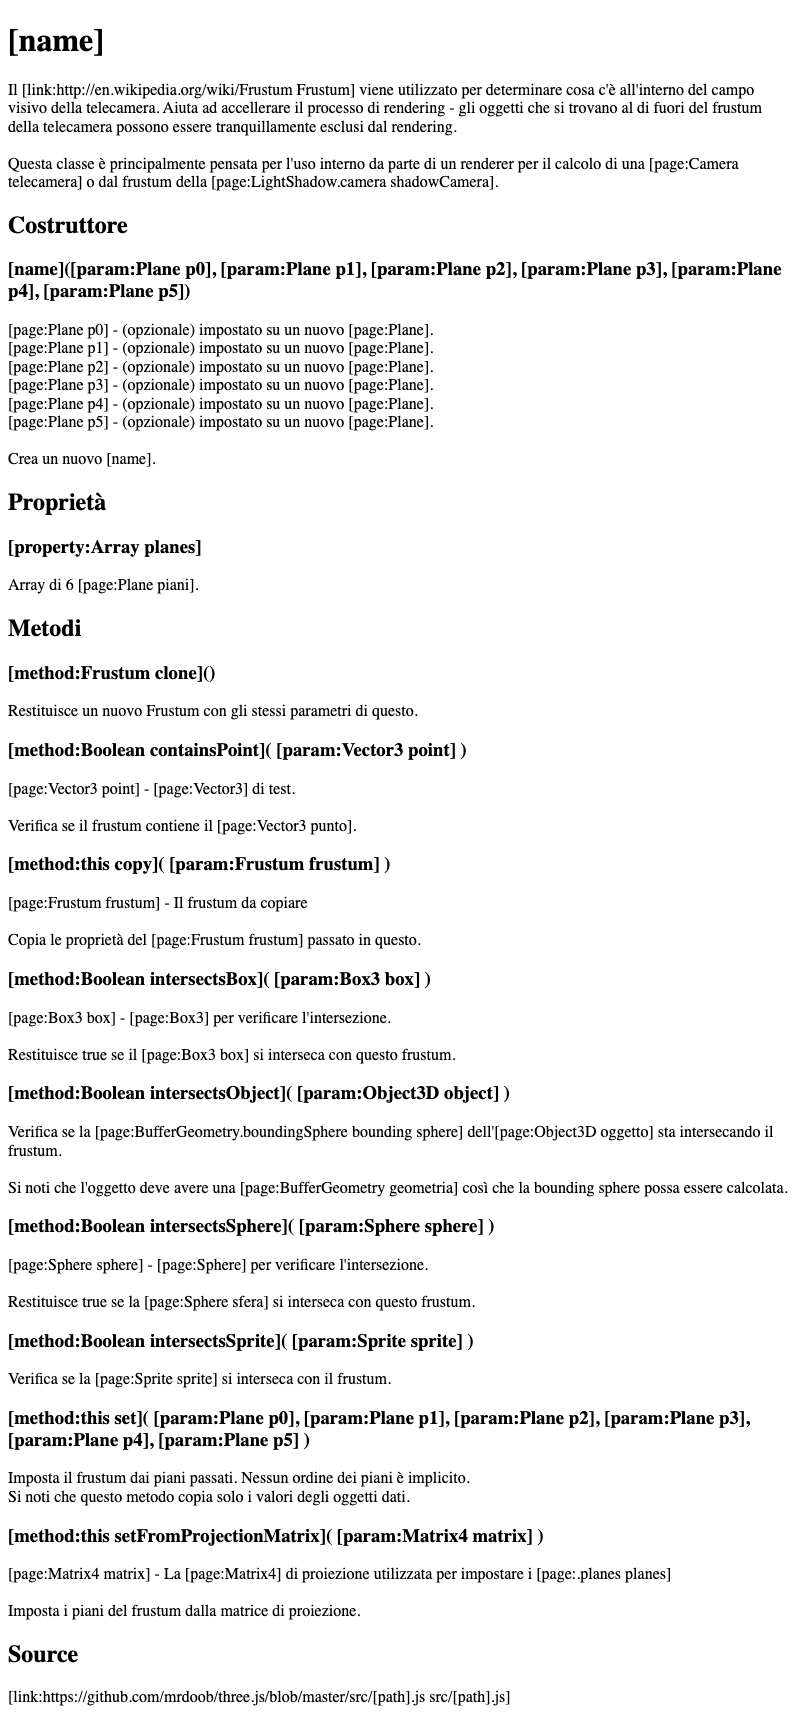 [name]
Il [link:http://en.wikipedia.org/wiki/Frustum Frustum] viene utilizzato per determinare cosa c'è all'interno del campo
visivo della telecamera. Aiuta ad accellerare il processo di rendering - gli oggetti che si trovano al di fuori del frustum
della telecamera possono essere tranquillamente esclusi dal rendering.
Questa classe è principalmente pensata per l'uso interno da parte di un renderer per il calcolo di una [page:Camera
telecamera] o dal frustum della [page:LightShadow.camera shadowCamera].
Costruttore
[name]([param:Plane p0], [param:Plane p1], [param:Plane p2], [param:Plane p3], [param:Plane
p4], [param:Plane p5])
[page:Plane p0] - (opzionale) impostato su un nuovo [page:Plane].
[page:Plane p1] - (opzionale) impostato su un nuovo [page:Plane].
[page:Plane p2] - (opzionale) impostato su un nuovo [page:Plane].
[page:Plane p3] - (opzionale) impostato su un nuovo [page:Plane].
[page:Plane p4] - (opzionale) impostato su un nuovo [page:Plane].
[page:Plane p5] - (opzionale) impostato su un nuovo [page:Plane].
Crea un nuovo [name].
Proprietà
[property:Array planes]
Array di 6 [page:Plane piani].
Metodi
[method:Frustum clone]()
Restituisce un nuovo Frustum con gli stessi parametri di questo.
[method:Boolean containsPoint]( [param:Vector3 point] )
[page:Vector3 point] - [page:Vector3] di test.
Verifica se il frustum contiene il [page:Vector3 punto].
[method:this copy]( [param:Frustum frustum] )
[page:Frustum frustum] - Il frustum da copiare
Copia le proprietà del [page:Frustum frustum] passato in questo.
[method:Boolean intersectsBox]( [param:Box3 box] )
[page:Box3 box] - [page:Box3] per verificare l'intersezione.
Restituisce true se il [page:Box3 box] si interseca con questo frustum.
[method:Boolean intersectsObject]( [param:Object3D object] )
Verifica se la [page:BufferGeometry.boundingSphere bounding sphere] dell'[page:Object3D oggetto] sta intersecando il
frustum.
Si noti che l'oggetto deve avere una [page:BufferGeometry geometria] così che la bounding sphere possa essere calcolata.
[method:Boolean intersectsSphere]( [param:Sphere sphere] )
[page:Sphere sphere] - [page:Sphere] per verificare l'intersezione.
Restituisce true se la [page:Sphere sfera] si interseca con questo frustum.
[method:Boolean intersectsSprite]( [param:Sprite sprite] )
Verifica se la [page:Sprite sprite] si interseca con il frustum.
[method:this set]( [param:Plane p0], [param:Plane p1], [param:Plane p2], [param:Plane p3],
[param:Plane p4], [param:Plane p5] )
Imposta il frustum dai piani passati. Nessun ordine dei piani è implicito.
Si noti che questo metodo copia solo i valori degli oggetti dati.
[method:this setFromProjectionMatrix]( [param:Matrix4 matrix] )
[page:Matrix4 matrix] - La [page:Matrix4] di proiezione utilizzata per impostare i [page:.planes planes]
Imposta i piani del frustum dalla matrice di proiezione.
Source
[link:https://github.com/mrdoob/three.js/blob/master/src/[path].js src/[path].js]